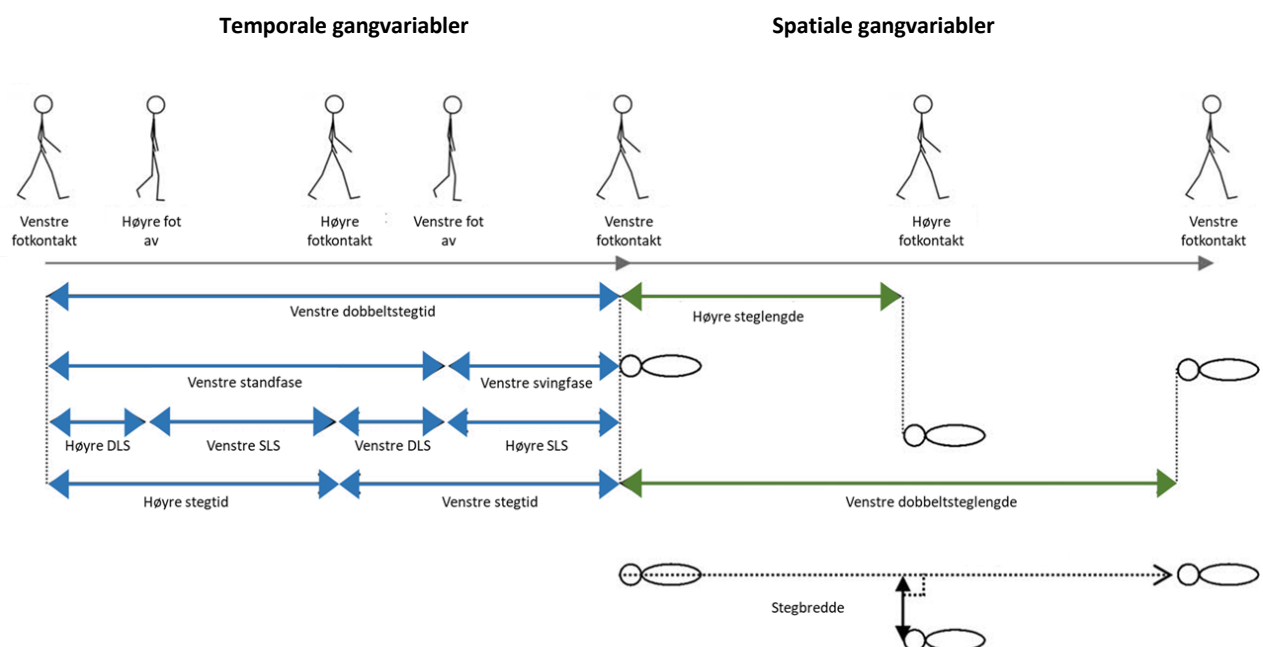 Temporale gangvariabler
Spatiale gangvariabler
Venstre
fotkontakt
Høyre fot
av
Høyre
fotkontakt
Venstre fot
av
Venstre
fotkontakt
Høyre
fotkontakt
Venstre
fotkontakt
Venstre dobbeltstegtid
Høyre steglengde
Venstre standfase
Venstre svingfase
Høyre DLS
Venstre SLS
Venstre DLS
Høyre SLS
Høyre stegtid
Venstre stegtid
Venstre dobbeltsteglengde
Stegbredde